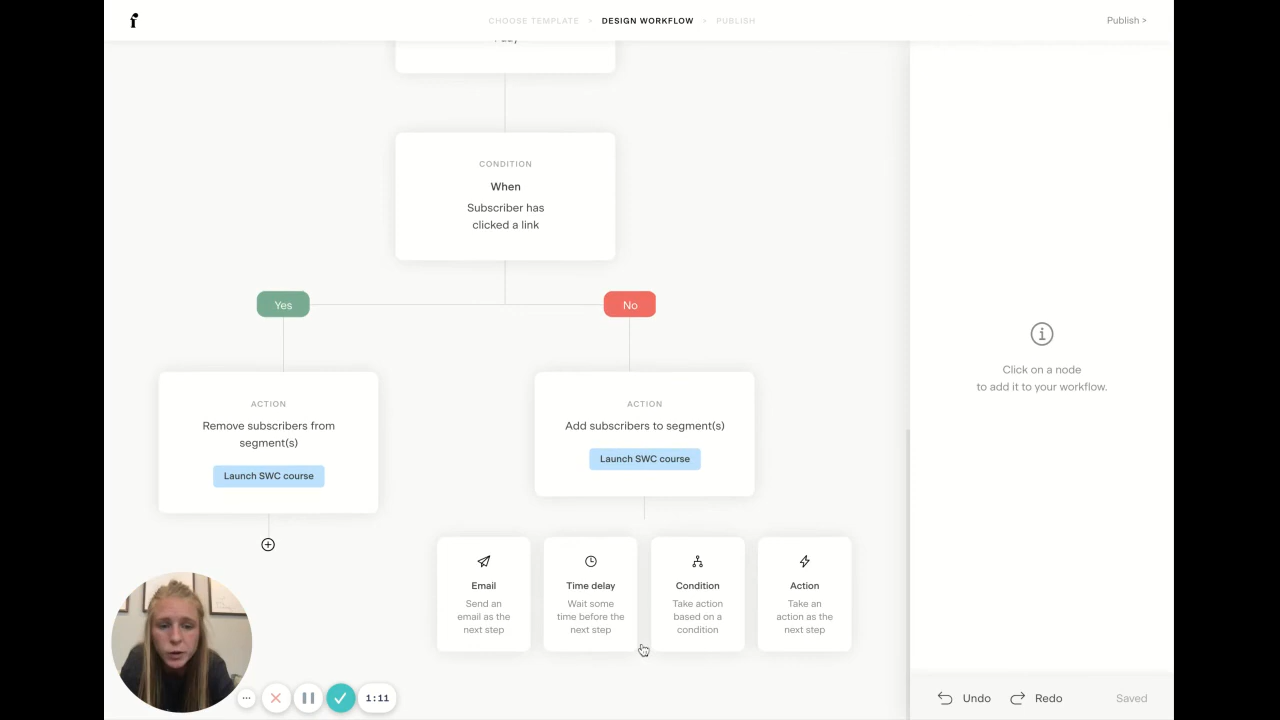 CHOOSE TEMPLATE > DESIGN WORKFLOW > PUBLISH
Publish >
CONDITION
When
Subscriber has
clicked a link
Yes
No
ACTION
Remove subscribers from
segment(s)
Launch SWC course
ACTION
Add subscribers to segment(s)
Launch SWC course
Email
Send an
email as the
next step
Time delay
Wait some
time before the
next step
Condition
Take action
based on a
condition
Action
Take an
action as the
next step
Click on a node
to add it to your workflow.
1:11
Undo
Redo
Saved